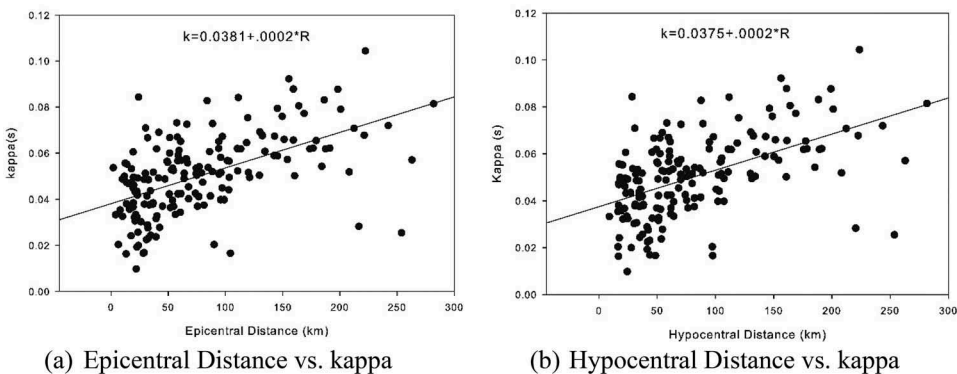 k=0.0381+.0002*R
kappa(s)
0.12
0.10
0.08
0.06
0.04
0.02
0.00
0 50 100 150 200 250 300
Epicentral Distance (km)
(a) Epicentral Distance vs. kappa
k=0.0375+.0002*R
Kappa (s)
0.12
0.10
0.08
0.06
0.04
0.02
0.00
0 50 100 150 200 250 300
Hypocentral Distance (km)
(b) Hypocentral Distance vs. kappa